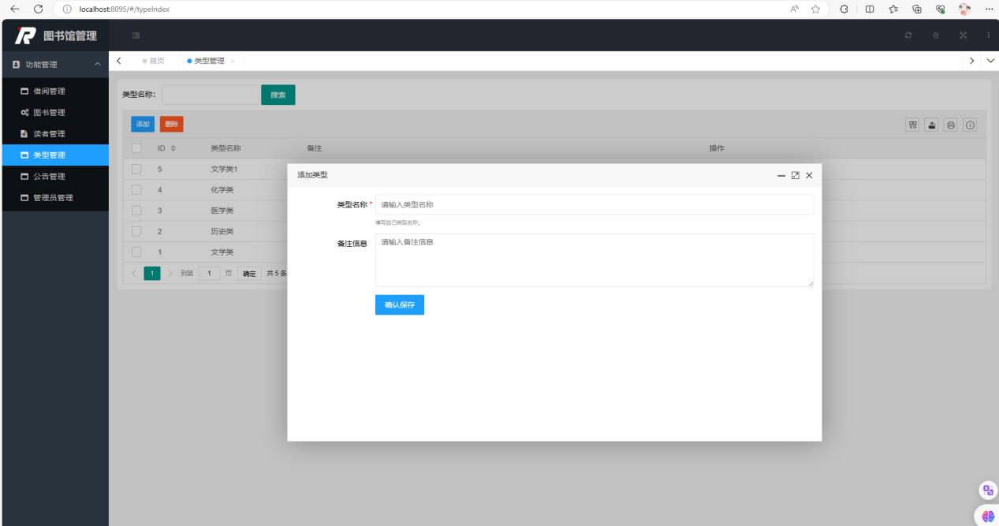 localhost:8095/#/typeIndex
图书馆管理
功能管理
首页
类型管理
借阅管理
图书管理
读者管理
类型管理
公告管理
管理员管理
类型名称:
搜索
添加
删除
ID 类型名称 备注 操作
5 文学类1
4 化学类
3 医学类
2 历史类
1 文学类
1 到第 1 页 确定 共 5 条
添加类型
类型名称 * 请输入类型名称
填写自己类型名称。
备注信息 请输入备注信息
确认保存